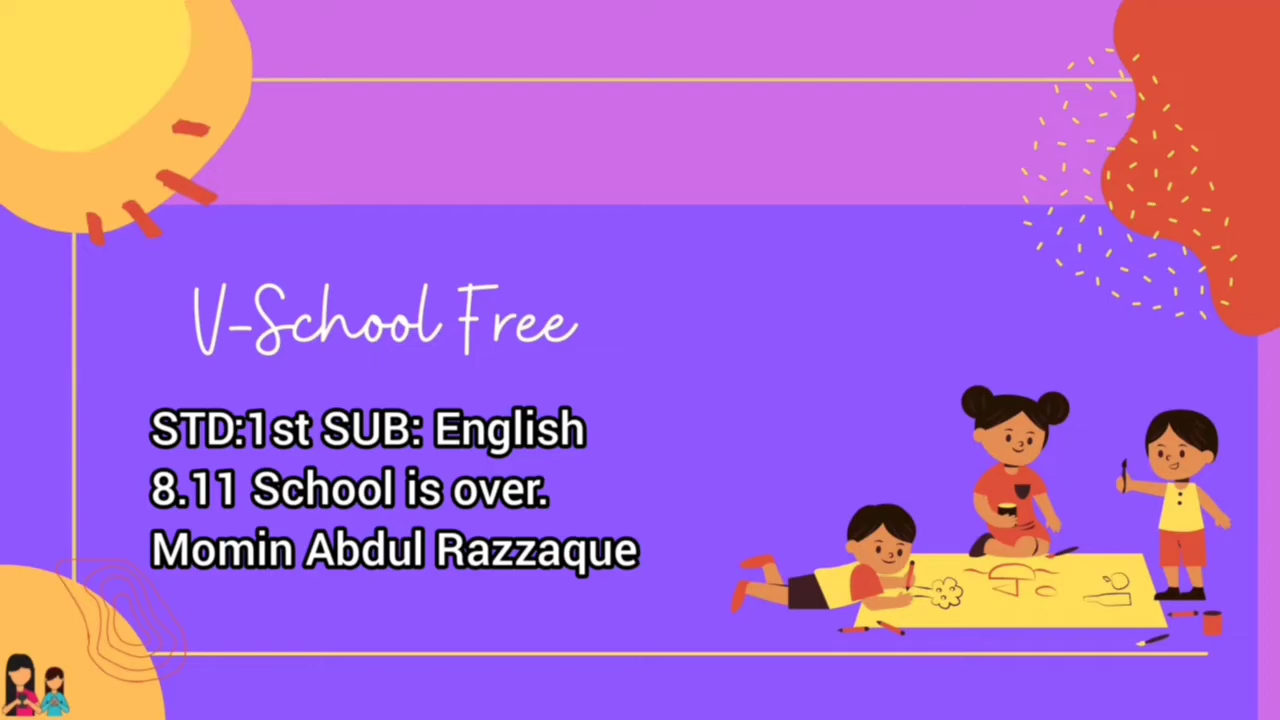 V-School Free
STD:1st SUB: English
8.11 School is over.
Momin Abdul Razzaque